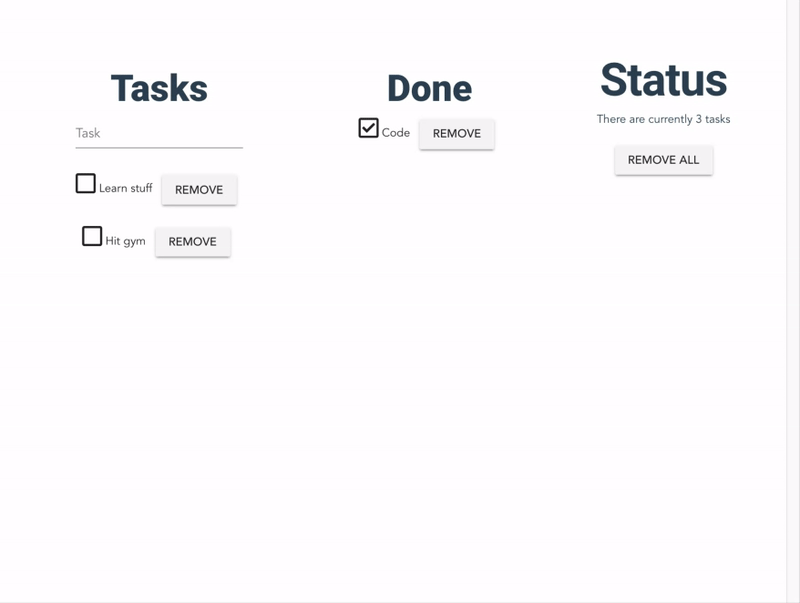 Tasks
Task
Learn stuff REMOVE
Hit gym REMOVE
Done
Code REMOVE
Status
There are currently 3 tasks
REMOVE ALL